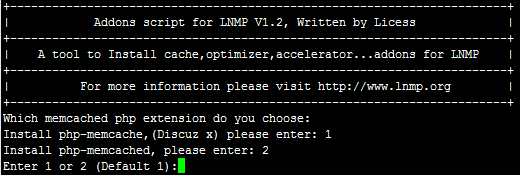 Addons script for LNMP V1.2, Written by Licess
A tool to Install cache,optimizer,accelerator...addons for LNMP
For more information please visit http://www.lnmp.org
Which memcached php extension do you choose:
Install php-memcache,(Discuz x) please enter: 1
Install php-memcached, please enter: 2
Enter 1 or 2 (Default 1):